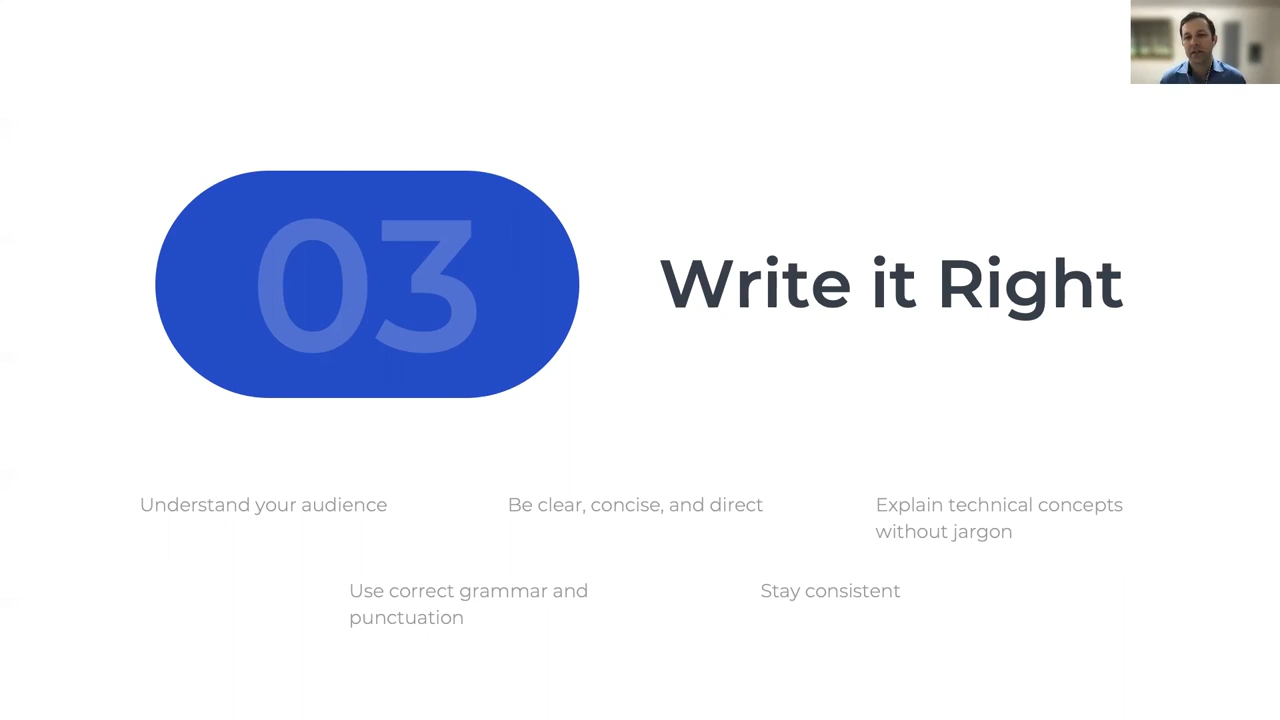 03
Write it Right
Understand your audience
Be clear, concise, and direct
Explain technical concepts
without jargon
Use correct grammar and
punctuation
Stay consistent